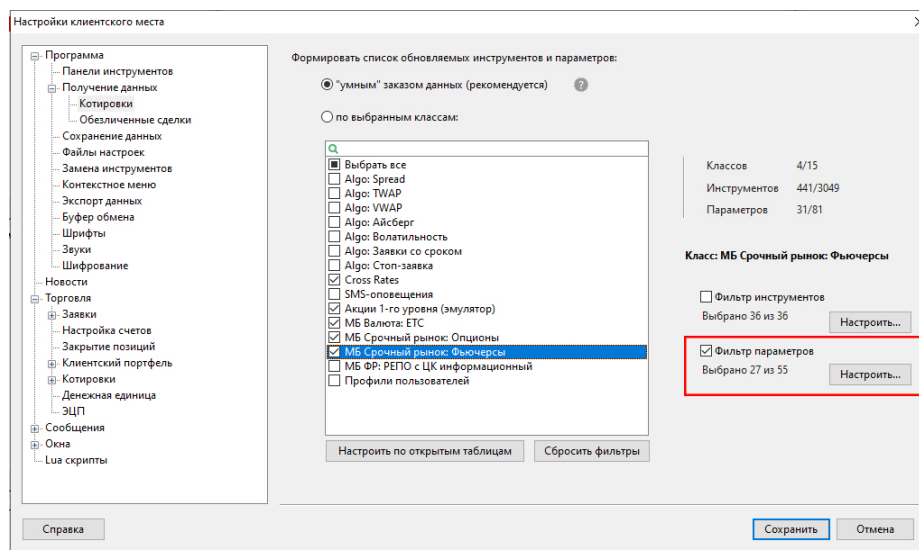 Настройки клиентского места
Программа
Панели инструментов
Получение данных
Котировки
Обезличенные сделки
Сохранение данных
Файлы настроек
Замена инструментов
Контекстное меню
Экспорт данных
Буфер обмена
Шрифты
Звуки
Шифрование
Новости
Торговля
Заявки
Настройка счетов
Закрытие позиций
Клиентский портфель
Котировки
Денежная единица
ЭЦП
Сообщения
Окна
Lua скрипты
Формировать список обновляемых инструментов и параметров:
"умным" заказом данных (рекомендуется)
?
по выбранным классам:
Выбрать все
Algo: Spread
Algo: TWAP
Algo: VWAP
Algo: Айсберг
Algo: Волатильность
Algo: Заявки со сроком
Algo: Стоп-заявка
Cross Rates
SMS-оповещения
Акции 1-го уровня (эмулятор)
МБ Валюта: ЕТС
МБ Срочный рынок: Опционы
МБ Срочный рынок: Фьючерсы
МБ ФР: РЕПО с ЦК информационный
Профили пользователей
Настроить по открытым таблицам
Сбросить фильтры
Классов 4/15
Инструментов 441/3049
Параметров 31/81
Класс: МБ Срочный рынок: Фьючерсы
Фильтр инструментов
Выбрано 36 из 36
Настроить...
Фильтр параметров
Выбрано 27 из 55
Настроить...
Справка
Сохранить
Отмена